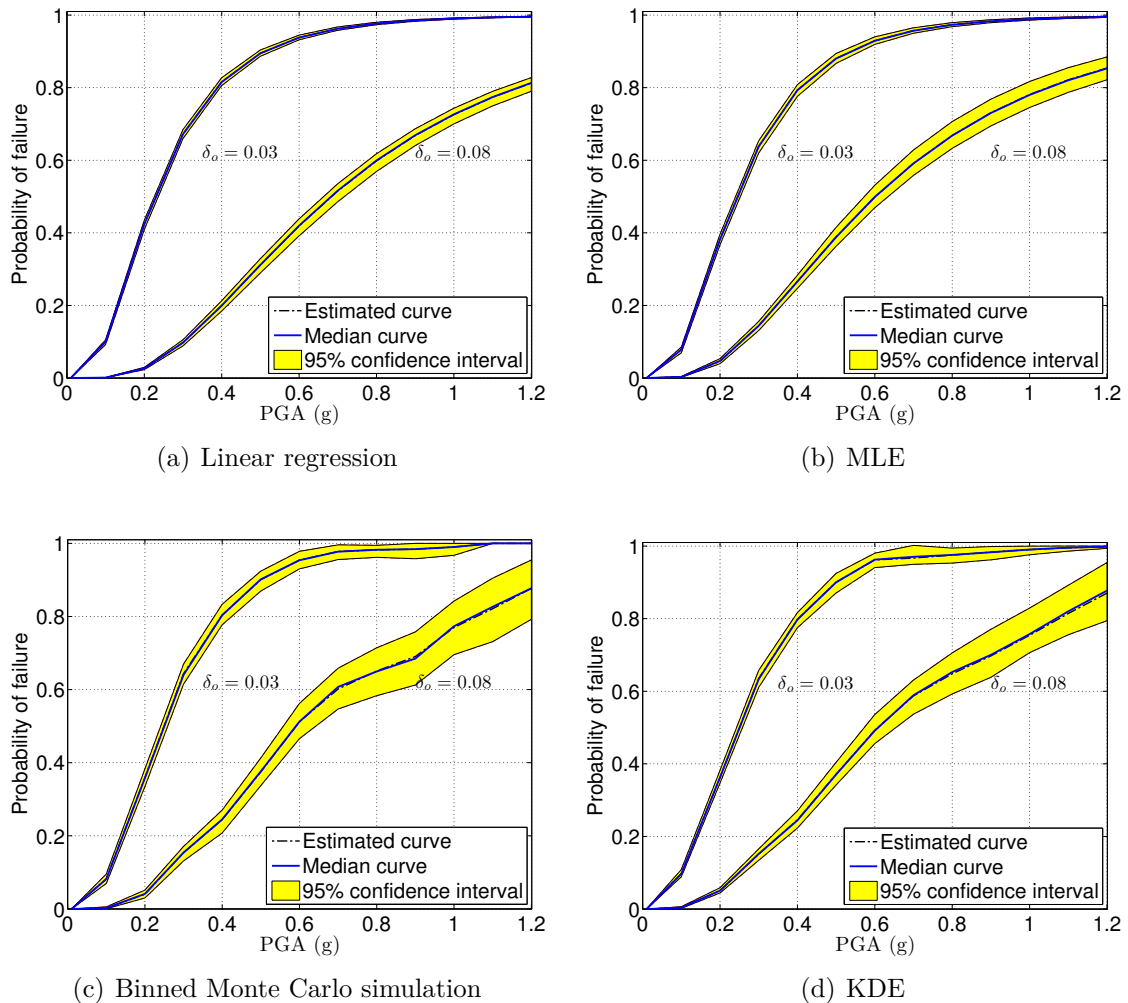 1
0.8
0.6
0.4
0.2
0
Probability of failure
δₒ = 0.03
δₒ = 0.08
Estimated curve
Median curve
95% confidence interval
0 0.2 0.4 0.6 0.8 1 1.2
PGA (g)
(a) Linear regression
1
0.8
0.6
0.4
0.2
0
Probability of failure
δₒ = 0.03
δₒ = 0.08
Estimated curve
Median curve
95% confidence interval
0 0.2 0.4 0.6 0.8 1 1.2
PGA (g)
(b) MLE
1
0.8
0.6
0.4
0.2
0
Probability of failure
δₒ = 0.03
δₒ = 0.08
Estimated curve
Median curve
95% confidence interval
0 0.2 0.4 0.6 0.8 1 1.2
PGA (g)
(c) Binned Monte Carlo simulation
1
0.8
0.6
0.4
0.2
0
Probability of failure
δₒ = 0.03
δₒ = 0.08
Estimated curve
Median curve
95% confidence interval
0 0.2 0.4 0.6 0.8 1 1.2
PGA (g)
(d) KDE